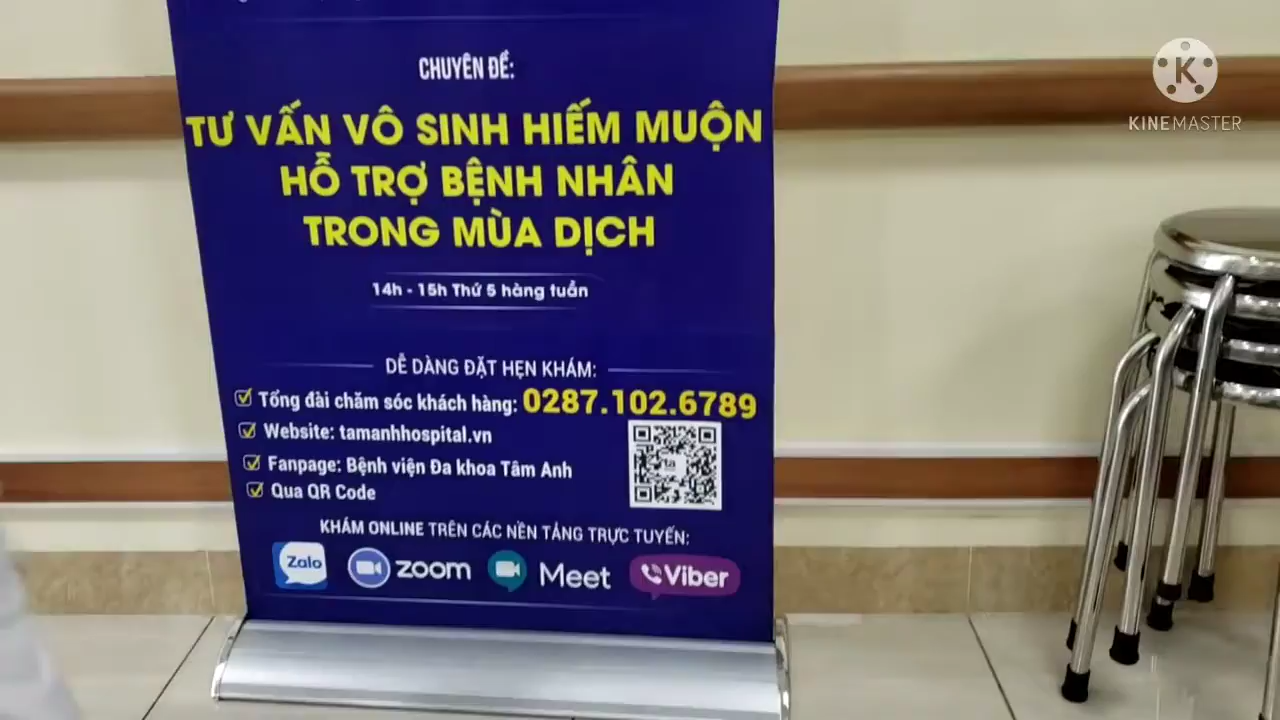 CHUYÊN ĐỀ:
TƯ VẤN VÔ SINH HIẾM MUỘN
HỖ TRỢ BỆNH NHÂN
TRONG MÙA DỊCH
14h - 15h Thứ 5 hàng tuần
DỄ DÀNG ĐẶT HẸN KHÁM:
Tổng đài chăm sóc khách hàng: 0287.102.6789
Website: tamanhhospital.vn
Fanpage: Bệnh viện Đa khoa Tâm Anh
Qua QR Code
ta
KHÁM ONLINE TRÊN CÁC NỀN TẢNG TRỰC TUYẾN:
Zalo zoom Meet Viber
K
KINEMASTER